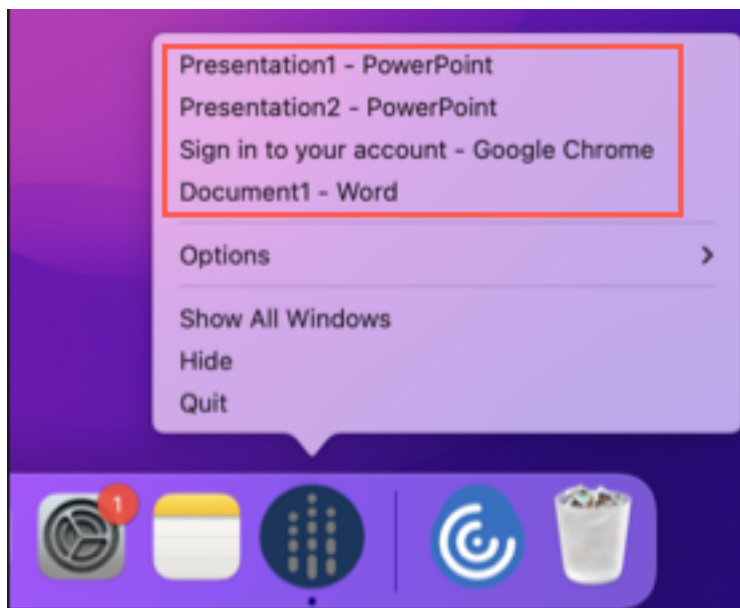 Presentation1 - PowerPoint
Presentation2 - PowerPoint
Sign in to your account - Google Chrome
Document1 - Word
Options
Show All Windows
Hide
Quit
1